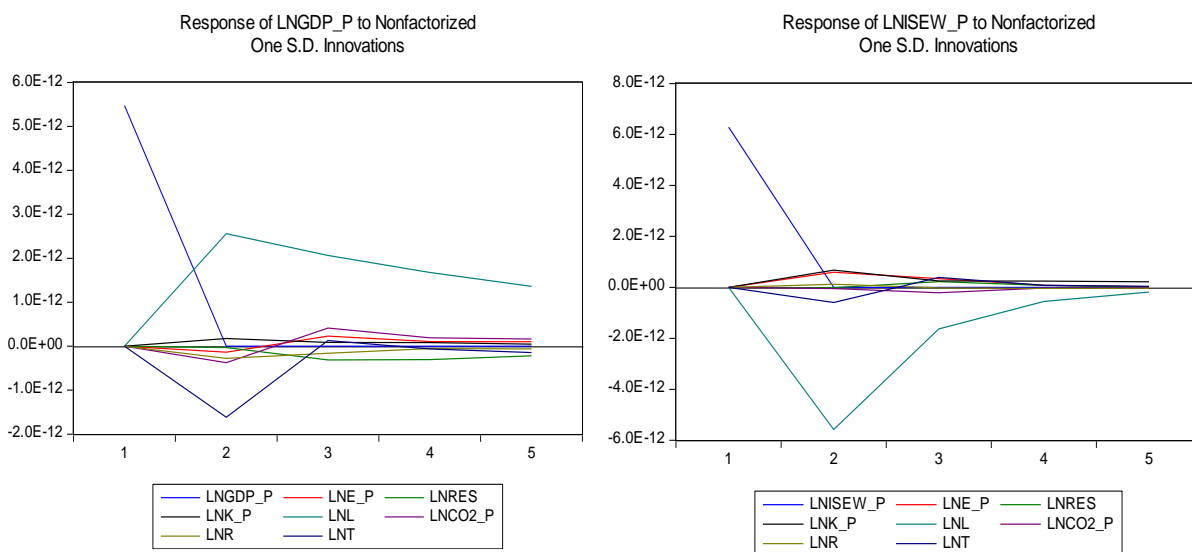 Response of LNGDP_P to Nonfactorized
One S.D. Innovations
6.0E-12
5.0E-12
4.0E-12
3.0E-12
2.0E-12
1.0E-12
0.0E+00
-1.0E-12
-2.0E-12
1 2 3 4 5
LNGDP_P LNE_P LNRES
LNK_P LNL LNCO2_P
LNR LNT
Response of LNISEW_P to Nonfactorized
One S.D. Innovations
8.0E-12
6.0E-12
4.0E-12
2.0E-12
0.0E+00
-2.0E-12
-4.0E-12
-6.0E-12
1 2 3 4 5
LNISEW_P LNE_P LNRES
LNK_P LNL LNCO2_P
LNR LNT